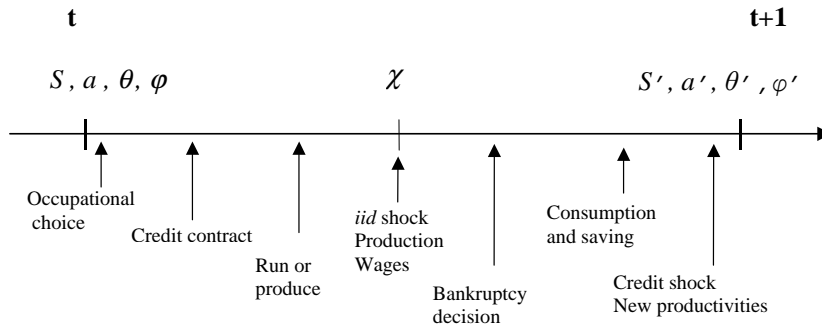 t t+1
S, a, θ, φ χ S′, a′, θ′, φ′
Occupational
choice
Credit contract
Run or
produce
iid shock
Production
Wages
Bankruptcy
decision
Consumption
and saving
Credit shock
New productivities